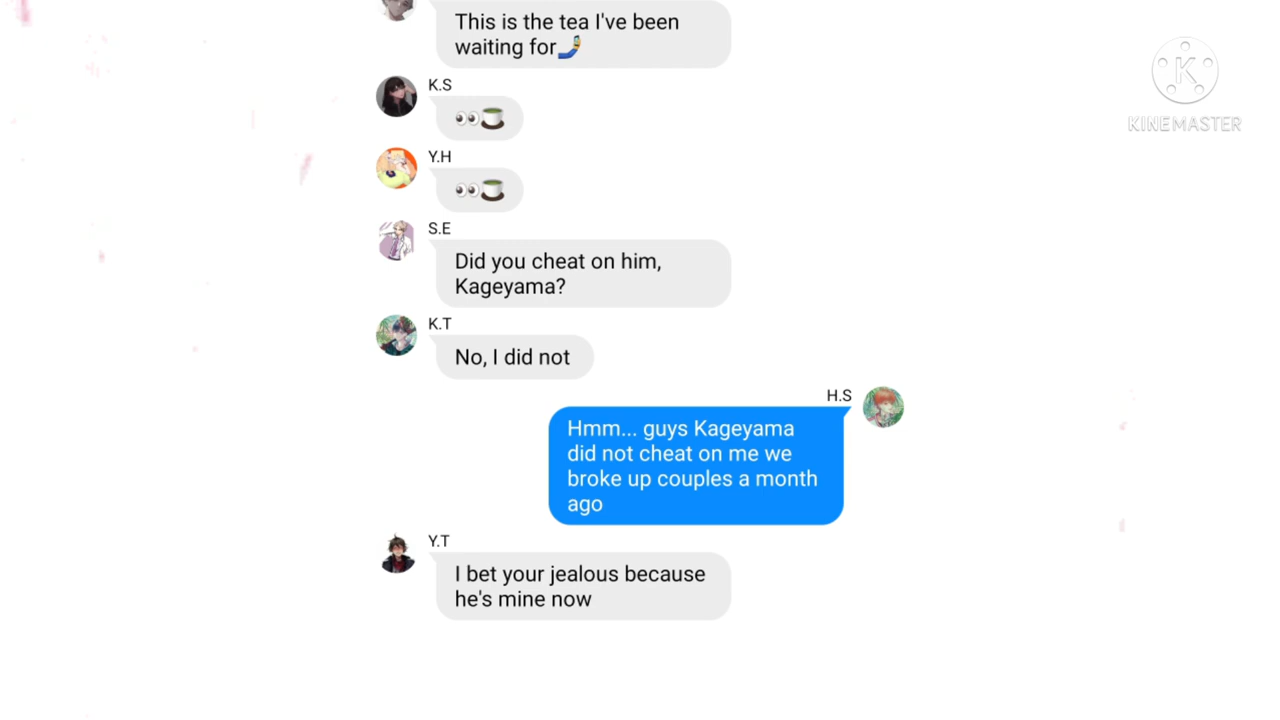 This is the tea I've been
waiting for🤳
K.S
👀🍵
Y.H
👀🍵
S.E
Did you cheat on him,
Kageyama?
K.T
No, I did not
H.S
Hmm... guys Kageyama
did not cheat on me we
broke up couples a month
ago
Y.T
I bet your jealous because
he's mine now
K
KINEMASTER